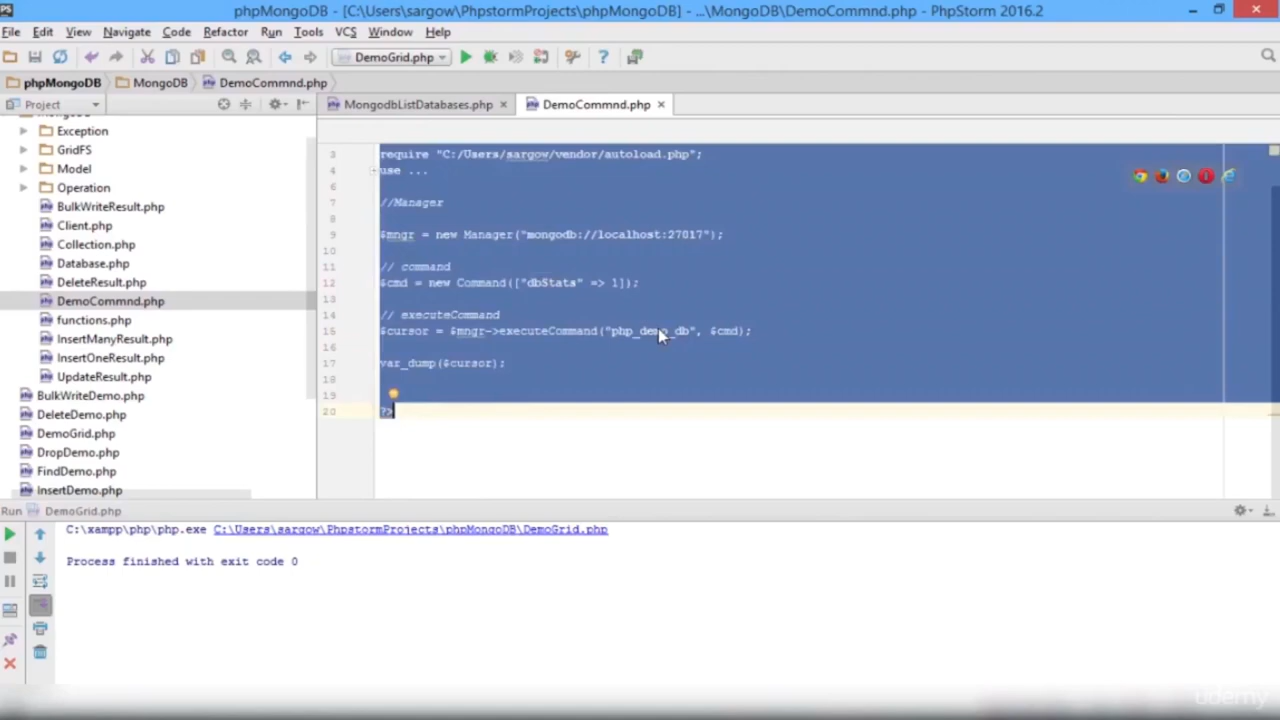 phpMongoDB - [C:\Users\sargow\PhpstormProjects\phpMongoDB] - ...\MongoDB\DemoCommnd.php - PhpStorm 2016.2
File Edit View Navigate Code Refactor Run Tools VCS Window Help
DemoGrid.php
phpMongoDB MongoDB DemoCommnd.php
Project
MongodbListDatabases.php
DemoCommnd.php
MongoDB
Exception
GridFS
Model
Operation
BulkWriteResult.php
Client.php
Collection.php
Database.php
DeleteResult.php
DemoCommnd.php
functions.php
InsertManyResult.php
InsertOneResult.php
UpdateResult.php
BulkWriteDemo.php
DeleteDemo.php
DemoGrid.php
DropDemo.php
FindDemo.php
InsertDemo.php
3 require "C:/Users/sargow/vendor/autoload.php";
4 use ...
6
7 //Manager
8
9 $mngr = new Manager("mongodb://localhost:27017");
10
11 // command
12 $cmd = new Command(["dbStats" => 1]);
13
14 // executeCommand
15 $cursor = $mngr->executeCommand("php_demo_db", $cmd);
16
17 var_dump($cursor);
18
19
20 ?>
Run DemoGrid.php
C:\xampp\php\php.exe C:\Users\sargow\PhpstormProjects\phpMongoDB\DemoGrid.php
Process finished with exit code 0
udemy